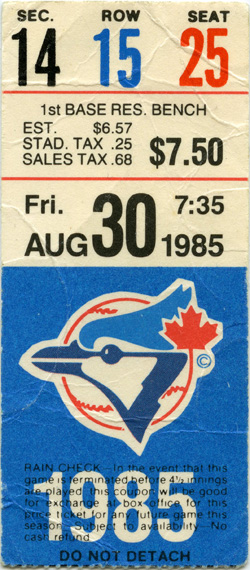 SEC. ROW SEAT
14 15 25
1st BASE RES. BENCH
EST. $6.57
STAD. TAX .25
SALES TAX .68
$7.50
Fri. 7:35
AUG 30 1985
©
RAIN CHECK—In the event that this
game is terminated before 4½ innings
are played, this coupon will be good
for exchange at box office for this
price ticket for any future game this
season. Subject to availability—No
cash refund.
1985
DO NOT DETACH